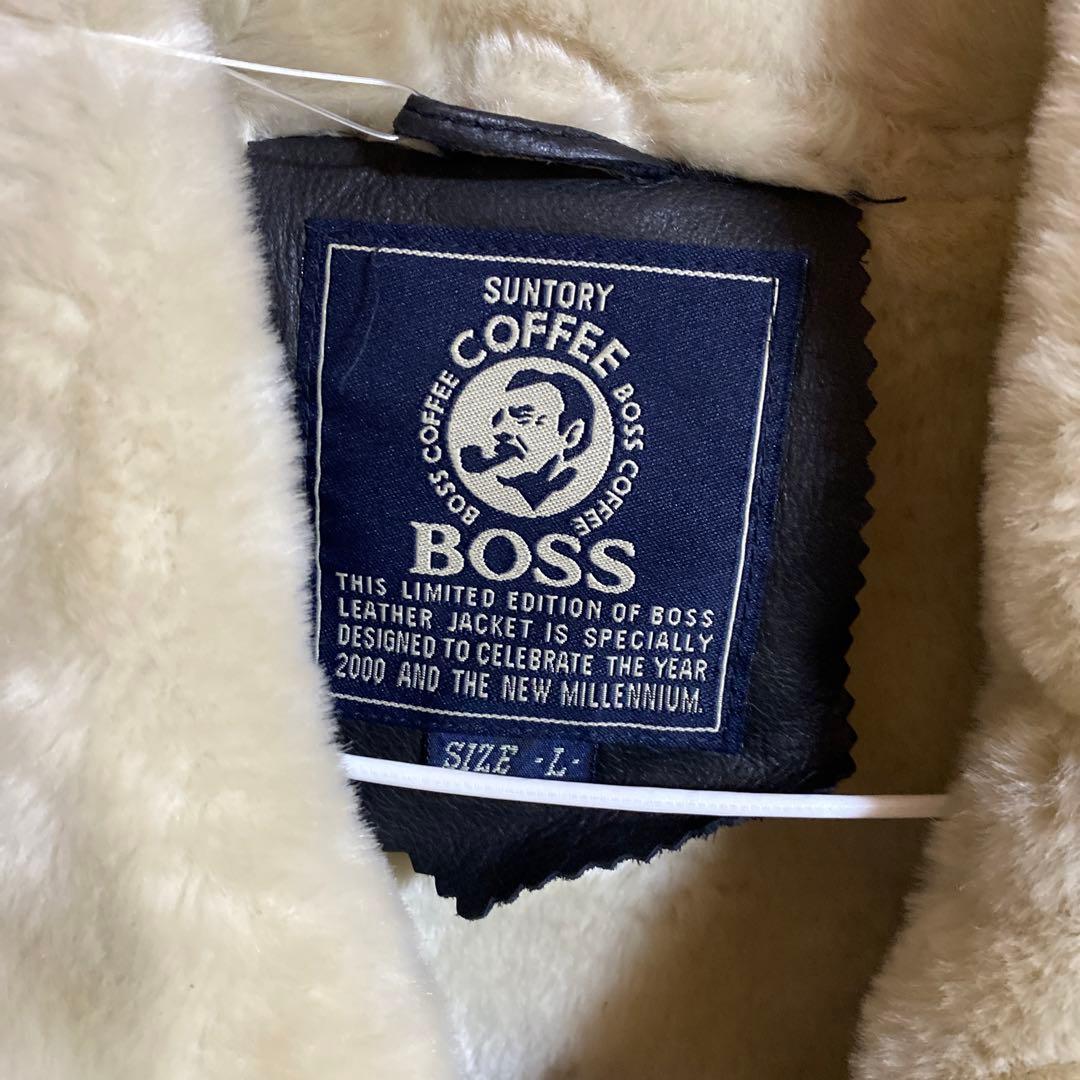 SUNTORY
COFFEE
BOSS COFFEE
BOSS COFFEE
BOSS
THIS LIMITED EDITION OF BOSS
LEATHER JACKET IS SPECIALLY
DESIGNED TO CELEBRATE THE YEAR
2000 AND THE NEW MILLENNIUM.
SIZE -L-